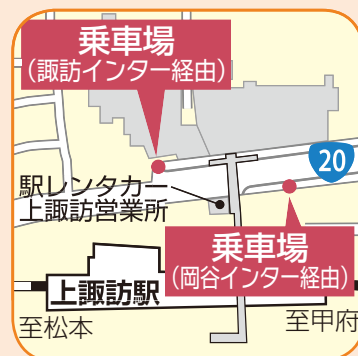 乗車場
(諏訪インター経由)
20
駅レンタカー
上諏訪営業所
乗車場
(岡谷インター経由)
上諏訪駅
至松本
至甲府